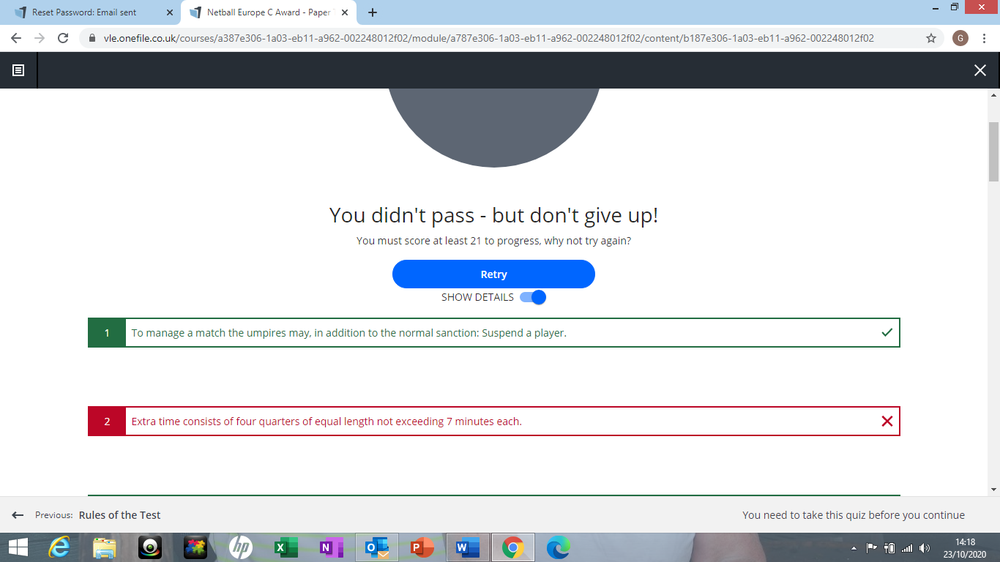 Reset Password: Email sent
Netball Europe C Award - Paper
vle.onefile.co.uk/courses/a387e306-1a03-eb11-a962-002248012f02/module/a787e306-1a03-eb11-a962-002248012f02/content/b187e306-1a03-eb11-a962-002248012f02
G
You didn't pass - but don't give up!
You must score at least 21 to progress, why not try again?
Retry
SHOW DETAILS
1 To manage a match the umpires may, in addition to the normal sanction: Suspend a player.
2 Extra time consists of four quarters of equal length not exceeding 7 minutes each.
Previous: Rules of the Test
You need to take this quiz before you continue
14:18
23/10/2020